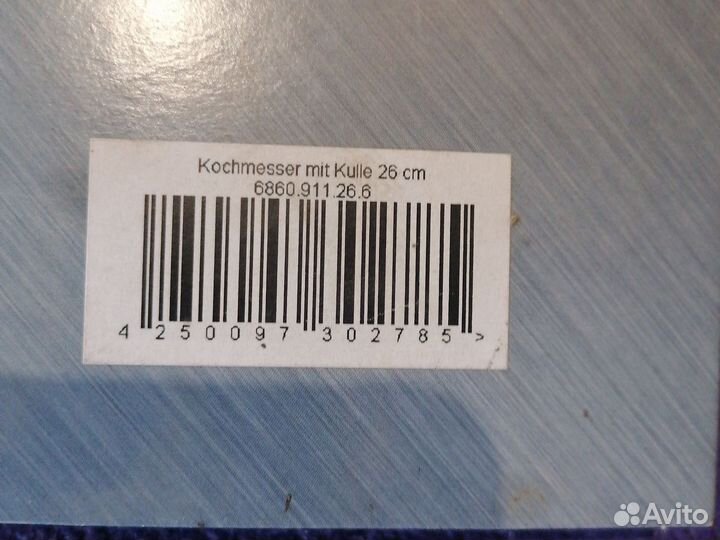 Kochmesser mit Kulle 26 cm
6860.911.26.6
4 250097 302785 >
Avito